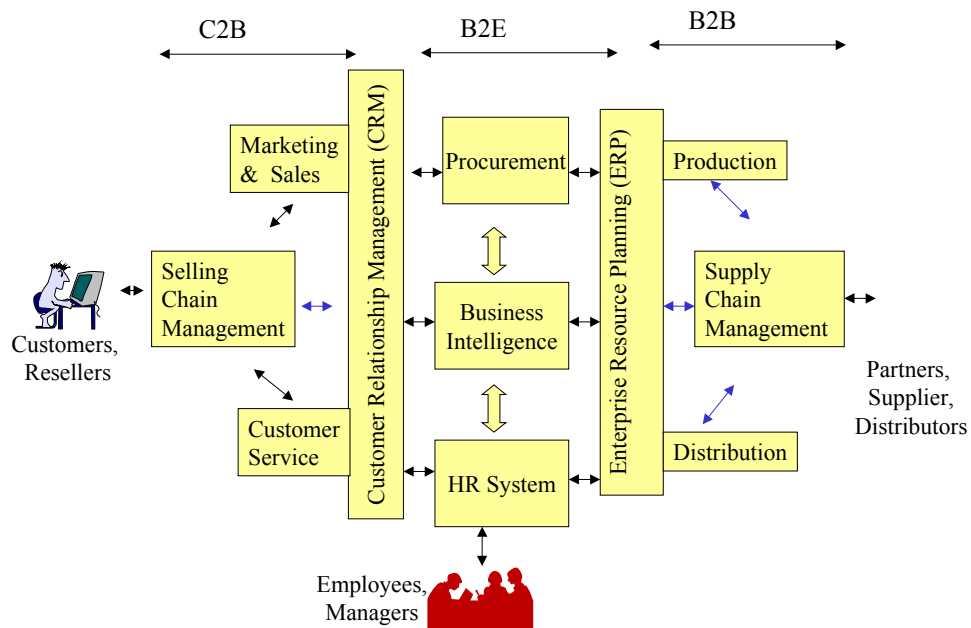 C2B
B2E
B2B
Marketing
& Sales
Customer Relationship Management (CRM)
Procurement
Enterprise Resource Planning (ERP)
Production
Selling
Chain
Management
Business
Intelligence
Supply
Chain
Management
Customers,
Resellers
Partners,
Supplier,
Distributors
Customer
Service
HR System
Distribution
Employees,
Managers